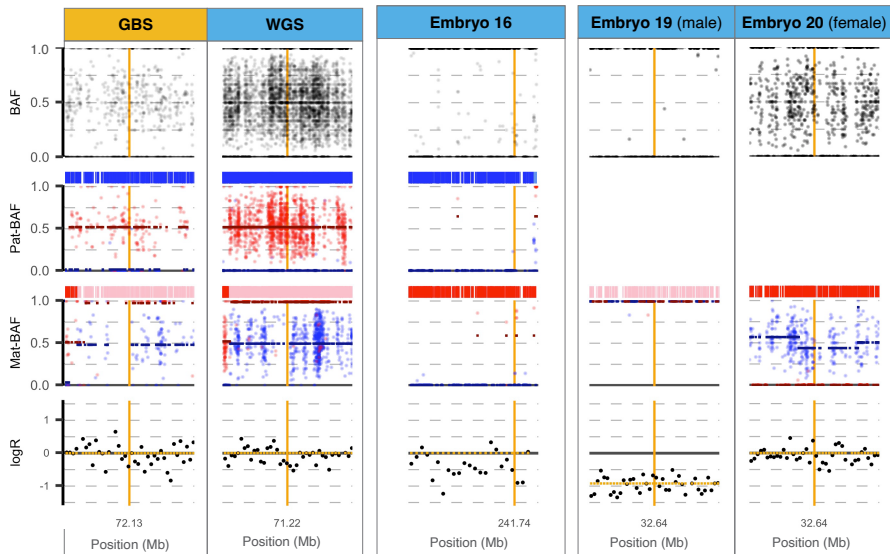 GBS WGS Embryo 16 Embryo 19 (male) Embryo 20 (female)
BAF
1.0
0.5
0.0
Pat-BAF
1.0
0.5
0.0
Mat-BAF
1.0
0.5
0.0
logR
1
0
-1
72.13 71.22 241.74 32.64 32.64
Position (Mb) Position (Mb) Position (Mb) Position (Mb) Position (Mb)